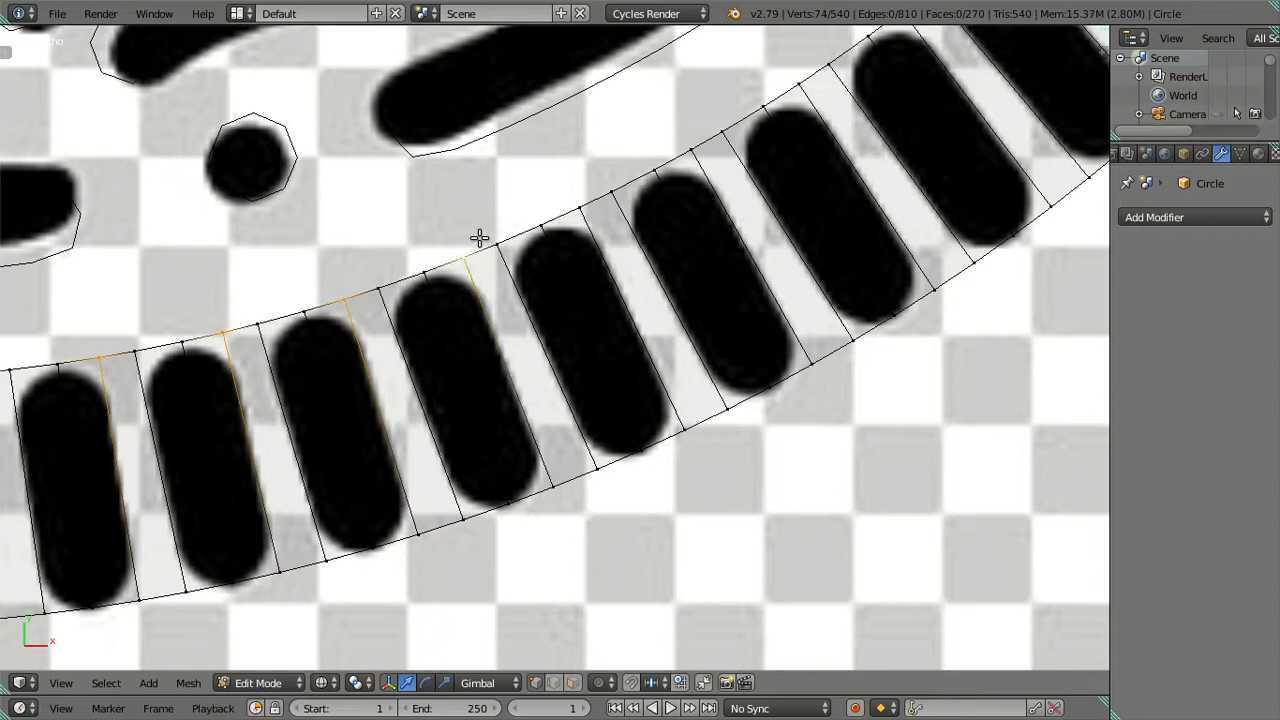 File Render Window Help Default Scene Cycles Render v2.79 | Verts:74/540 | Edges:0/810 | Faces:0/270 | Tris:540 | Mem:15.37M (2.80M) | Circle
View Search All Sc
Scene
RenderL
World
Camera
Circle
Add Modifier
y
x
View Select Add Mesh Edit Mode Gimbal
View Marker Frame Playback Start: 1 End: 250 1 No Sync